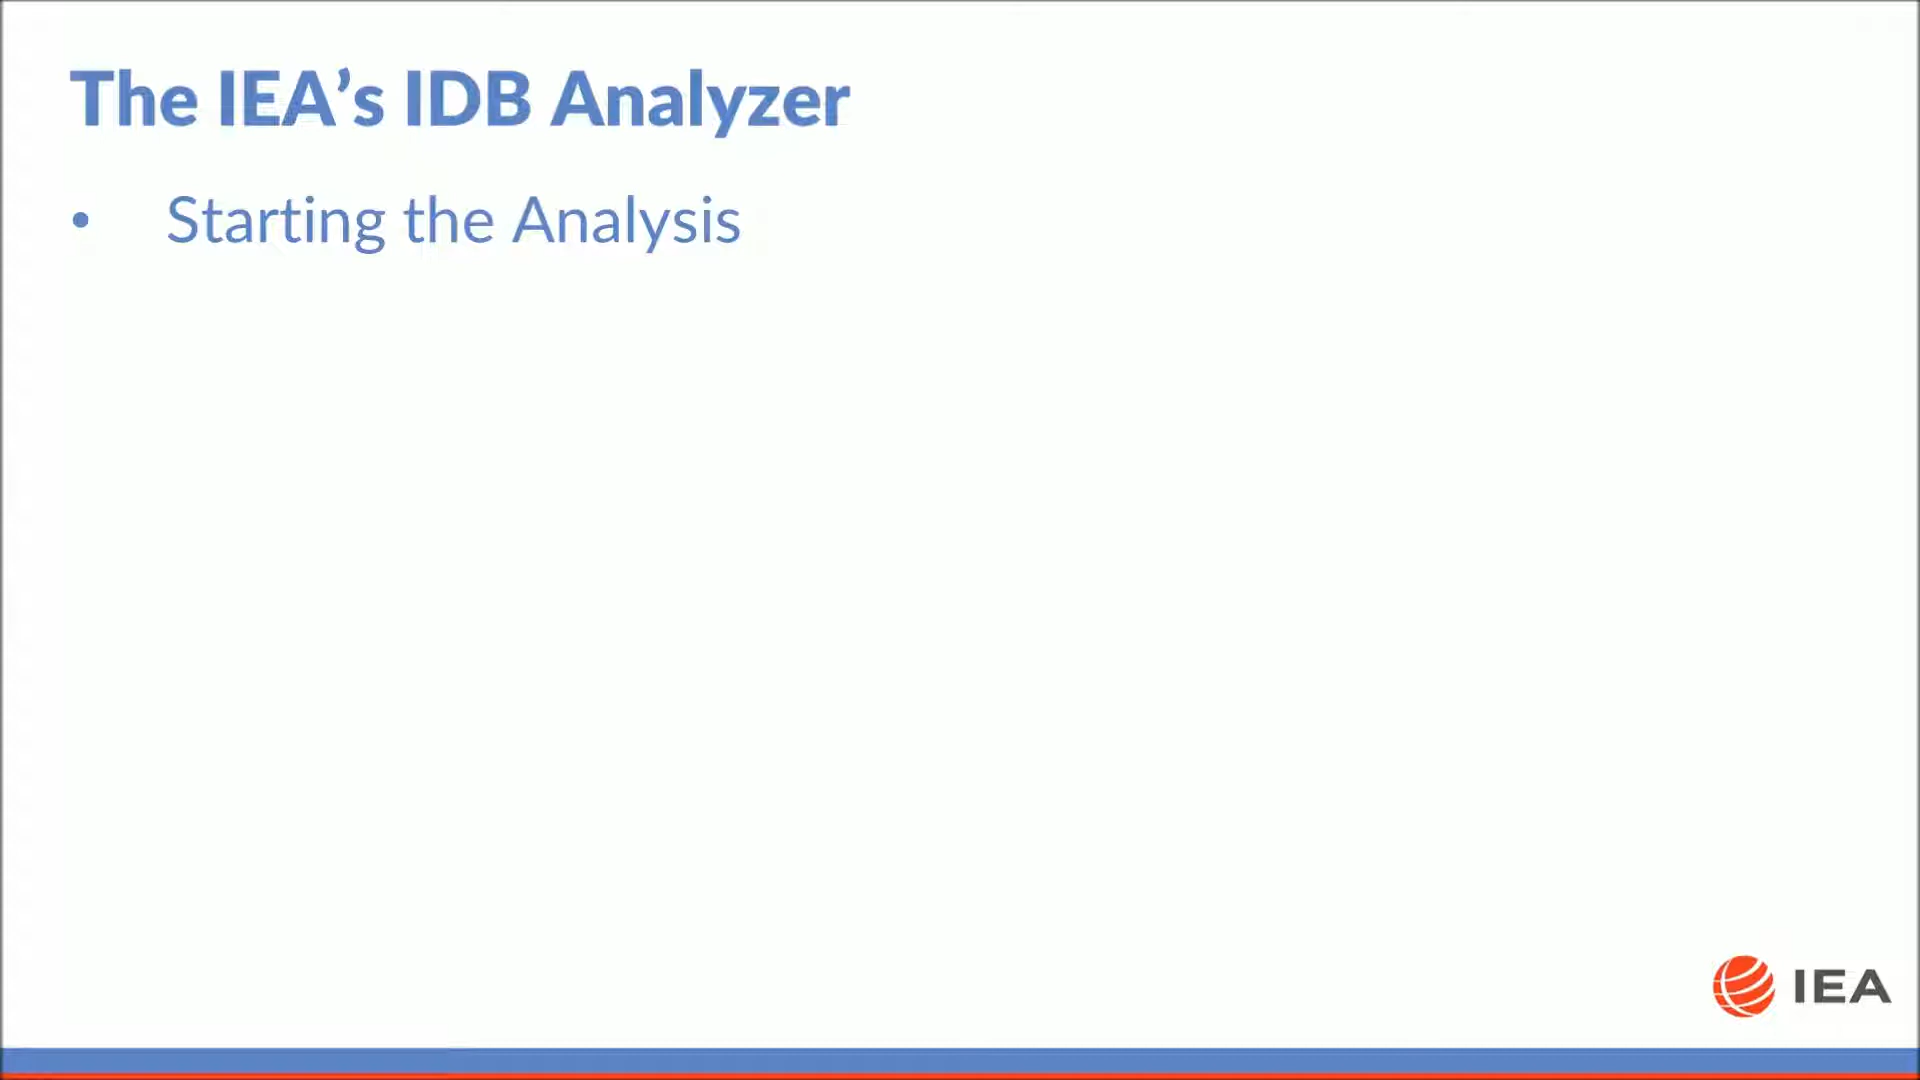 The IEA’s IDB Analyzer
• Starting the Analysis
IEA